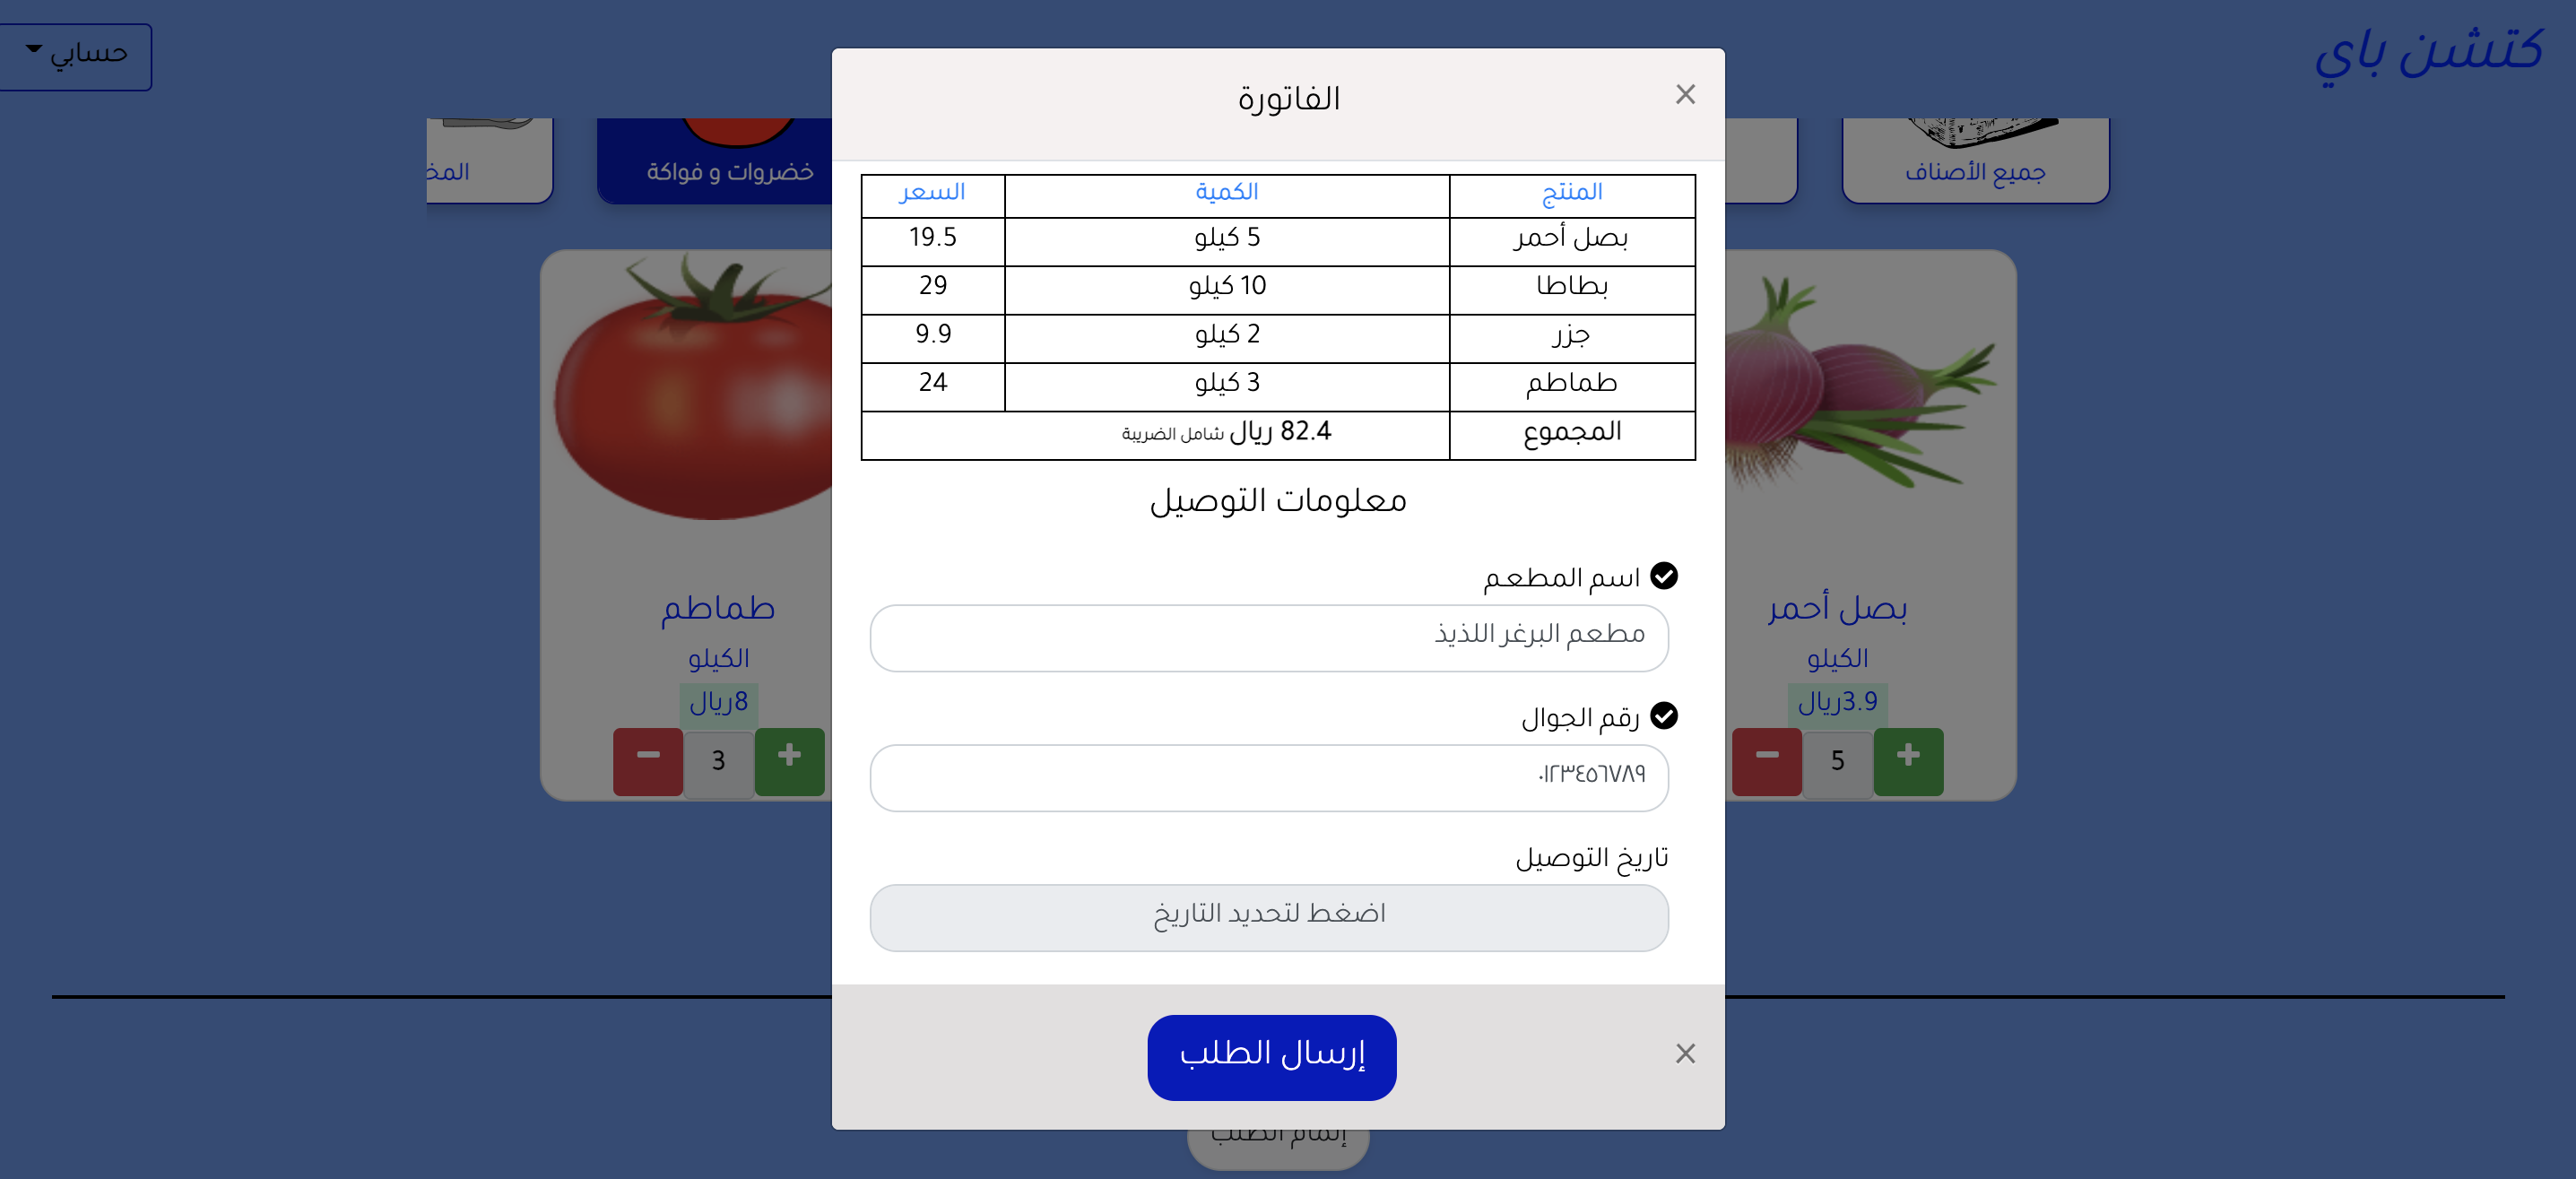 كتشن باي
حسابي
جميع الأصناف
خضروات و فواكة
الفاتورة
×
المنتج الكمية السعر
بصل أحمر 5 كيلو 19.5
بطاطا 10 كيلو 29
جزر 2 كيلو 9.9
طماطم 3 كيلو 24
المجموع 82.4 ريال شامل الضريبة
معلومات التوصيل
اسم المطعم
مطعم البرغر اللذيذ
رقم الجوال
٠١٢٣٤٥٦٧٨٩
تاريخ التوصيل
اضغط لتحديد التاريخ
×
إرسال الطلب
بصل أحمر
الكيلو
3.9ريال
+ 5 −
طماطم
الكيلو
8ريال
+ 3 −
إتمام الطلب